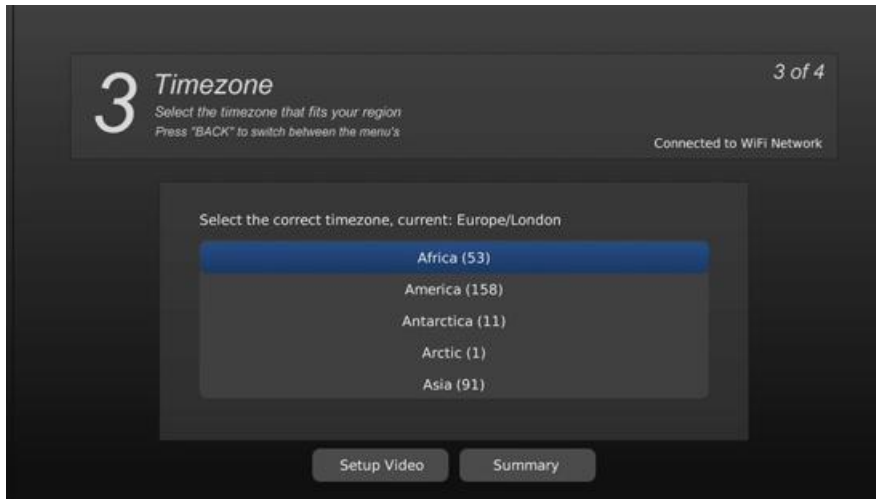 3
Timezone
3 of 4
Select the timezone that fits your region
Press "BACK" to switch between the menu's
Connected to WiFi Network
Select the correct timezone, current: Europe/London
Africa (53)
America (158)
Antarctica (11)
Arctic (1)
Asia (91)
Setup Video
Summary